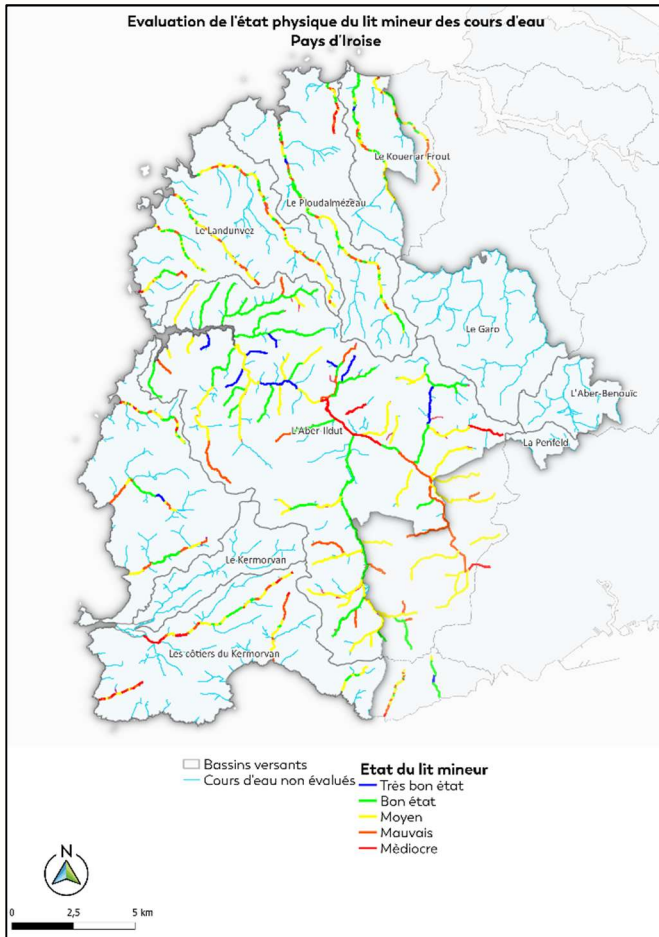 Evaluation de l'état physique du lit mineur des cours d'eau
Pays d'Iroise
Le Kouer ar Frout
Le Ploudalmézeau
Le Landunvez
Le Garo
L'Aber-Benouïc
L'Aber Ildut
La Penfeld
Le Kermorvan
Les côtiers du Kermorvan
Bassins versants
Cours d'eau non évalués
Etat du lit mineur
Très bon état
Bon état
Moyen
Mauvais
Médiocre
N
0 2,5 5 km